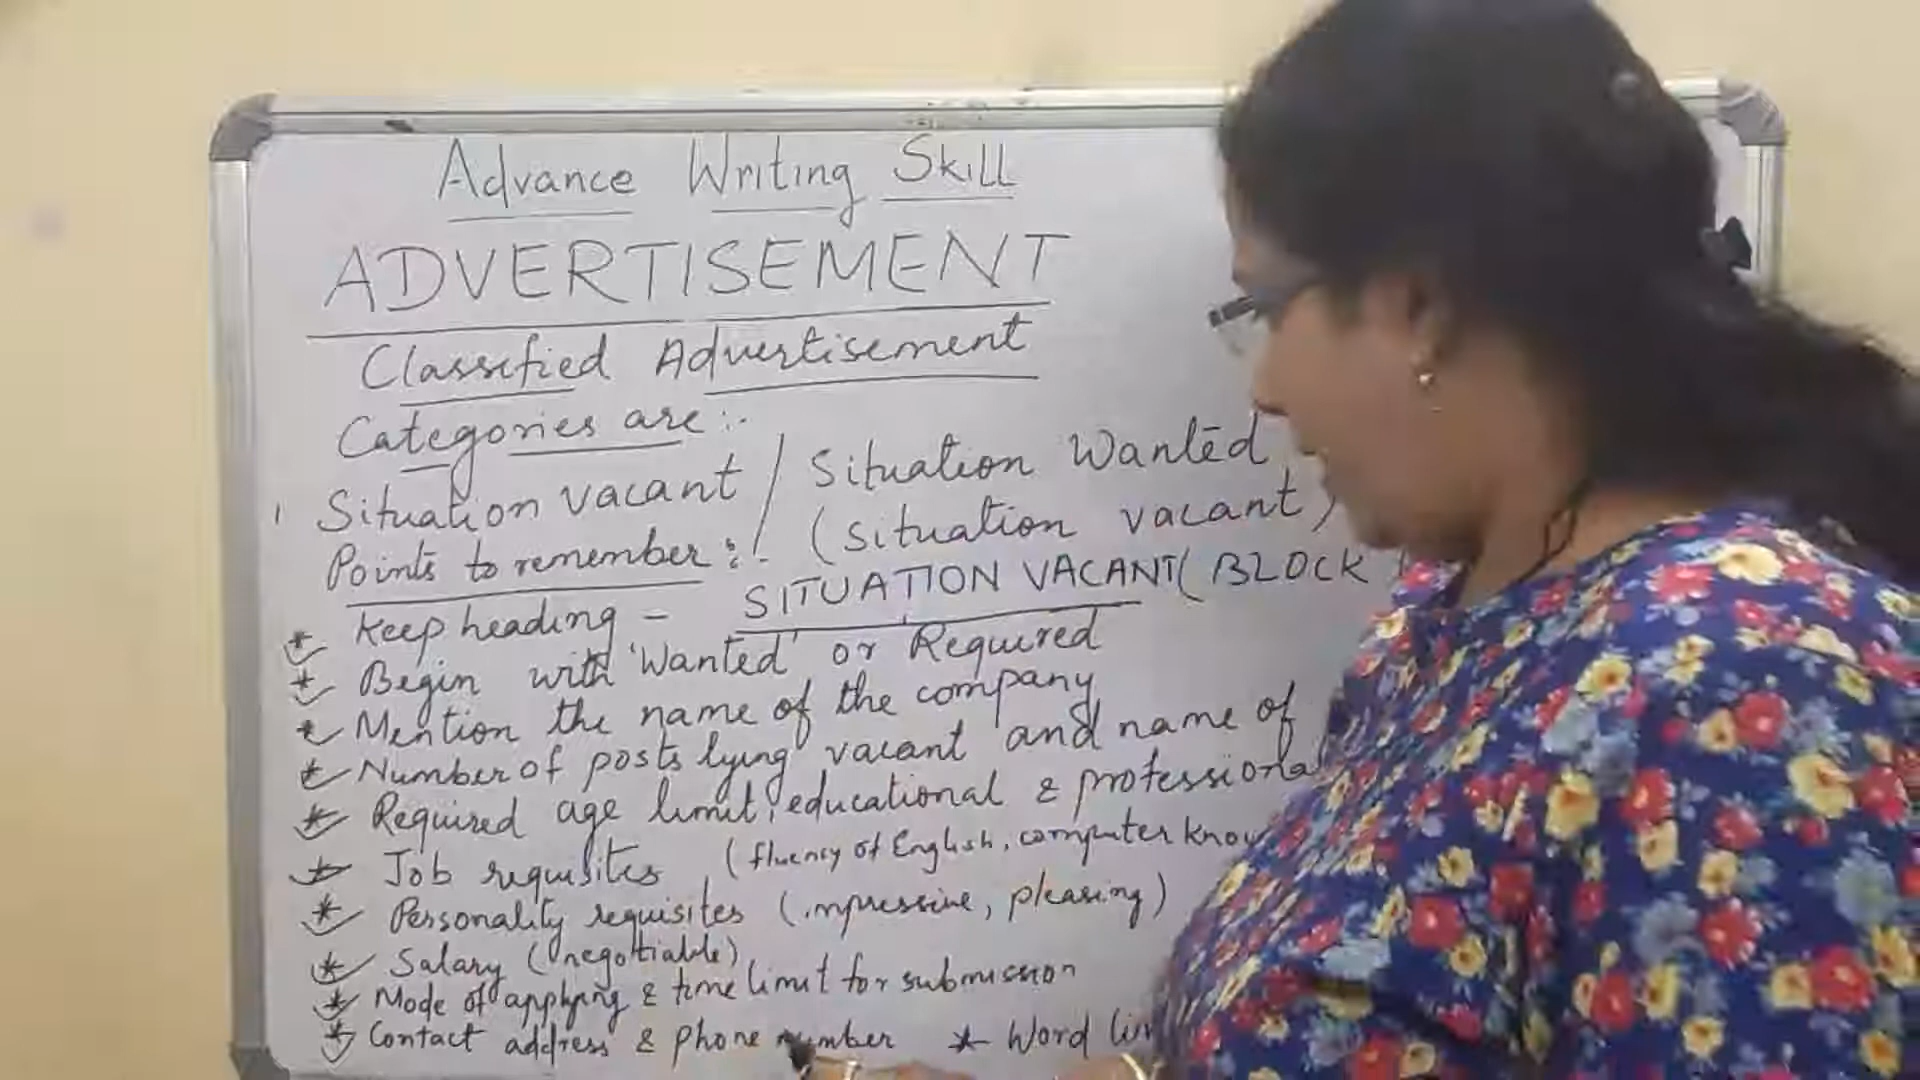 Advance Writing Skill
ADVERTISEMENT
Classified Advertisement
Categories are :-
1 Situation vacant / Situation Wanted
Points to remember :- (situation vacant)
* Keep heading - SITUATION VACANT ( BLOCK
* Begin with 'Wanted' or Required
* Mention the name of the company
* Number of posts lying vacant and name of
* Required age limit, educational & professional
* Job requisites (fluency of English, computer
* Personality requisites (impressive, pleasing)
* Salary (negotiable)
* Mode of applying & time limit for submission
* Contact address & phone number * Word